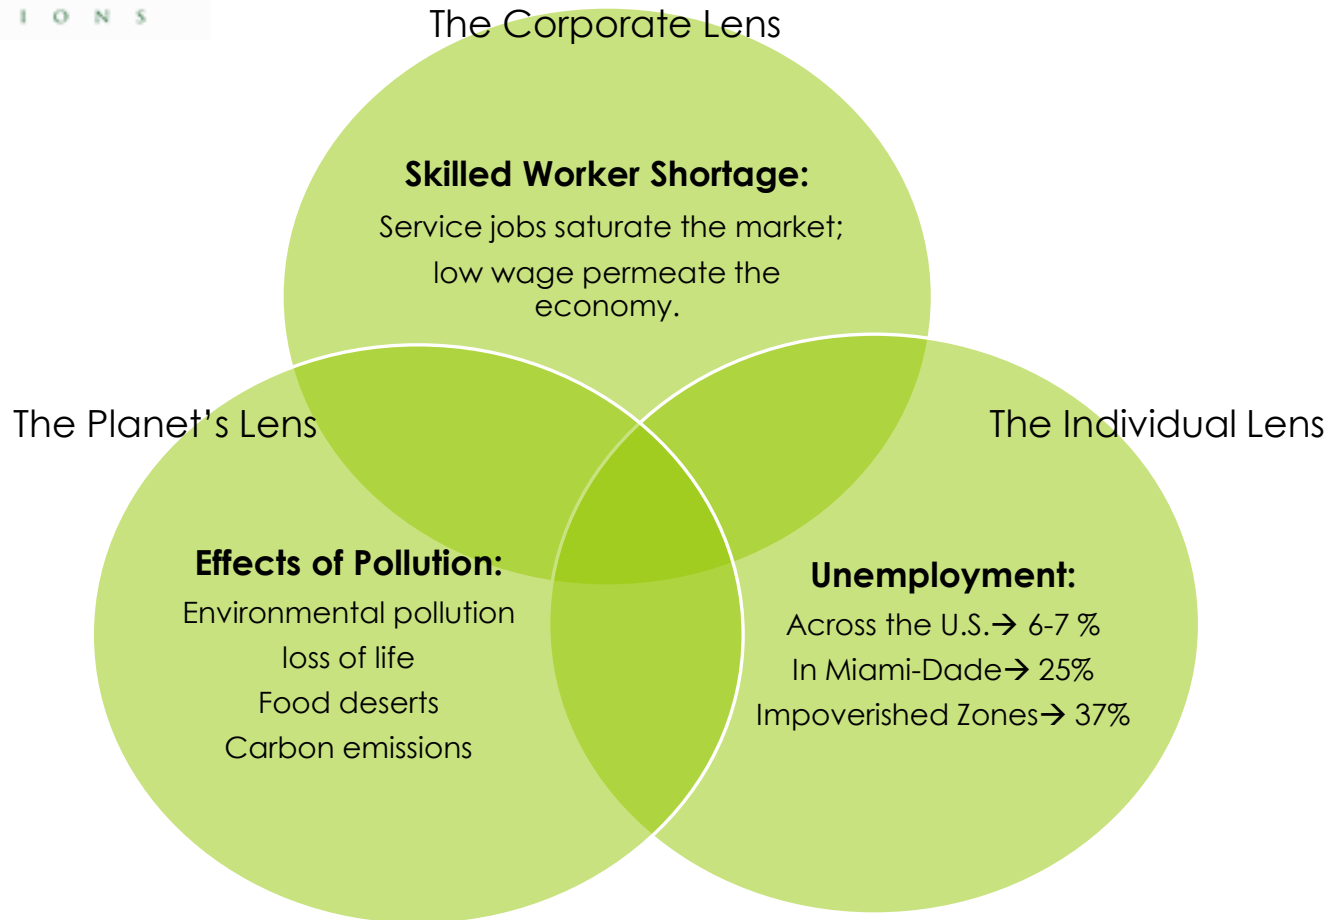 I O N S
The Corporate Lens
Skilled Worker Shortage:
Service jobs saturate the market;
low wage permeate the
economy.
The Planet’s Lens
The Individual Lens
Effects of Pollution:
Environmental pollution
loss of life
Food deserts
Carbon emissions
Unemployment:
Across the U.S.→ 6-7 %
In Miami-Dade→ 25%
Impoverished Zones→ 37%